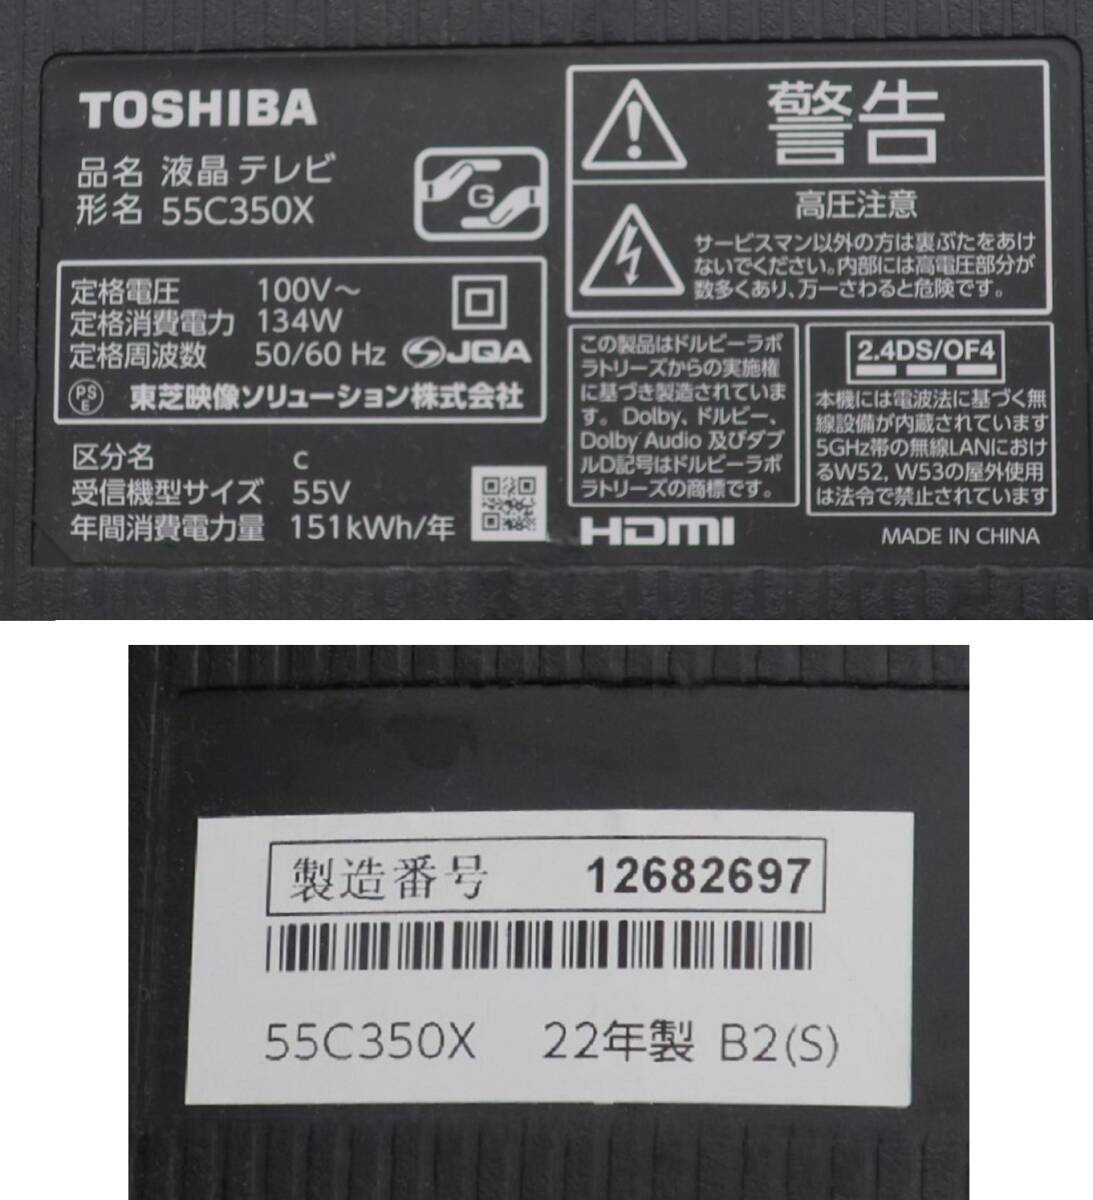 TOSHIBA
品名 液晶テレビ
形名 55C350X
G
定格電圧 100V～
定格消費電力 134W
定格周波数 50/60 Hz JQA
PS
E
東芝映像ソリューション株式会社
区分名 c
受信機型サイズ 55V
年間消費電力量 151kWh/年
警告
高圧注意
サービスマン以外の方は裏ぶたをあけ
ないでください。内部には高電圧部分が
数多くあり、万一さわると危険です。
この製品はドルビーラボ
ラトリーズからの実施権
に基づき製造されていま
す。Dolby、ドルビー、
Dolby Audio 及びダブ
ルD記号はドルビーラボ
ラトリーズの商標です。
HDMI
2.4DS/OF4
本機には電波法に基づく無
線設備が内蔵されています
5GHz帯の無線LANにおけ
るW52, W53の屋外使用
は法令で禁止されています
MADE IN CHINA
製造番号 12682697
55C350X 22年製 B2(S)